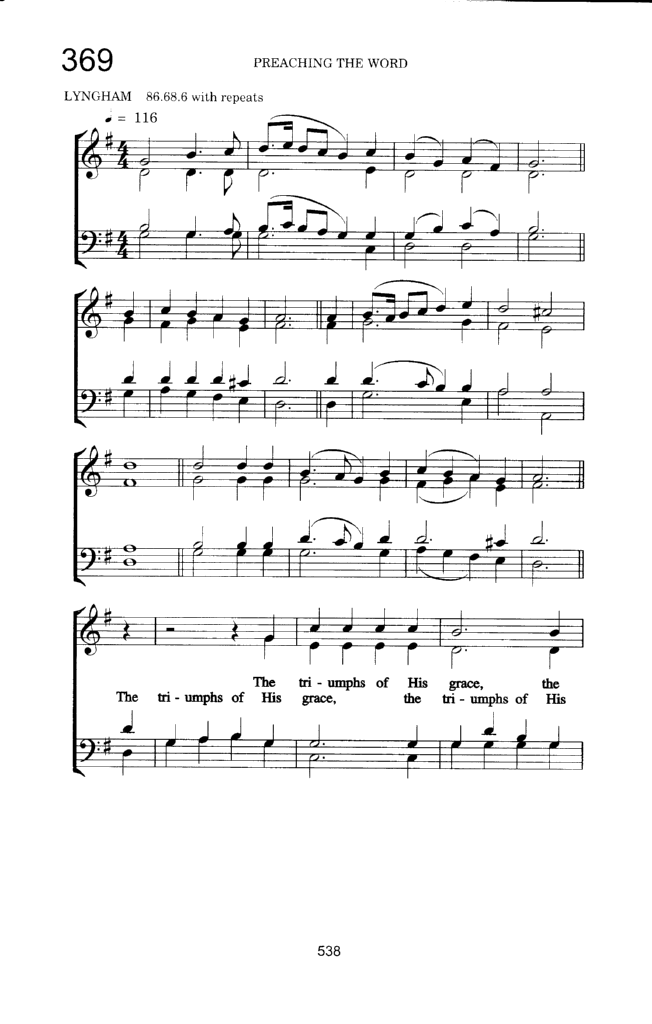 369
PREACHING THE WORD
LYNGHAM 86.68.6 with repeats
= 116
The tri - umphs of His grace, the
The tri - umphs of His grace, the tri - umphs of His
538